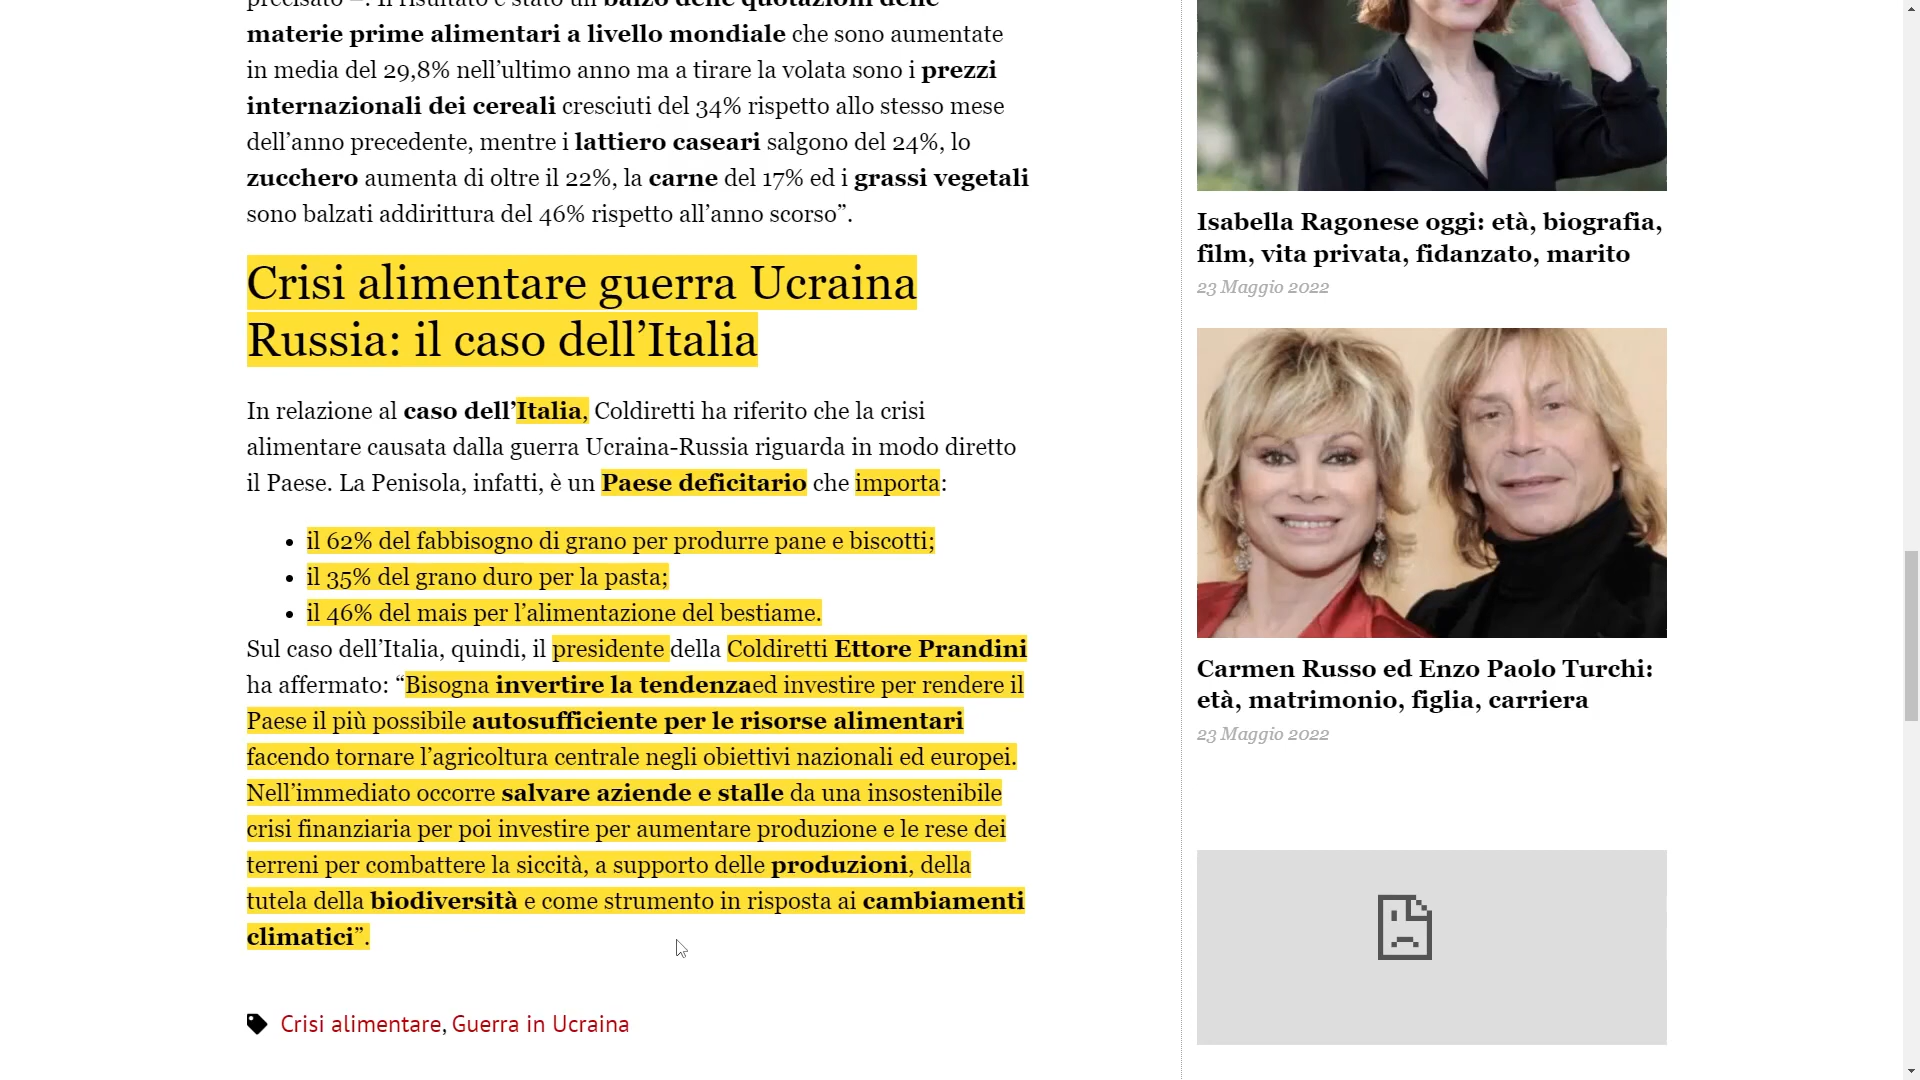 precisato –. Il risultato è stato un balzo delle quotazioni delle
materie prime alimentari a livello mondiale che sono aumentate
in media del 29,8% nell’ultimo anno ma a tirare la volata sono i prezzi
internazionali dei cereali cresciuti del 34% rispetto allo stesso mese
dell’anno precedente, mentre i lattiero caseari salgono del 24%, lo
zucchero aumenta di oltre il 22%, la carne del 17% ed i grassi vegetali
sono balzati addirittura del 46% rispetto all’anno scorso”.
Crisi alimentare guerra Ucraina
Russia: il caso dell’Italia
In relazione al caso dell’Italia, Coldiretti ha riferito che la crisi
alimentare causata dalla guerra Ucraina-Russia riguarda in modo diretto
il Paese. La Penisola, infatti, è un Paese deficitario che importa:
• il 62% del fabbisogno di grano per produrre pane e biscotti;
• il 35% del grano duro per la pasta;
• il 46% del mais per l’alimentazione del bestiame.
Sul caso dell’Italia, quindi, il presidente della Coldiretti Ettore Prandini
ha affermato: “Bisogna invertire la tendenzaed investire per rendere il
Paese il più possibile autosufficiente per le risorse alimentari
facendo tornare l’agricoltura centrale negli obiettivi nazionali ed europei.
Nell’immediato occorre salvare aziende e stalle da una insostenibile
crisi finanziaria per poi investire per aumentare produzione e le rese dei
terreni per combattere la siccità, a supporto delle produzioni, della
tutela della biodiversità e come strumento in risposta ai cambiamenti
climatici”.
Crisi alimentare, Guerra in Ucraina
Isabella Ragonese oggi: età, biografia,
film, vita privata, fidanzato, marito
23 Maggio 2022
Carmen Russo ed Enzo Paolo Turchi:
età, matrimonio, figlia, carriera
23 Maggio 2022